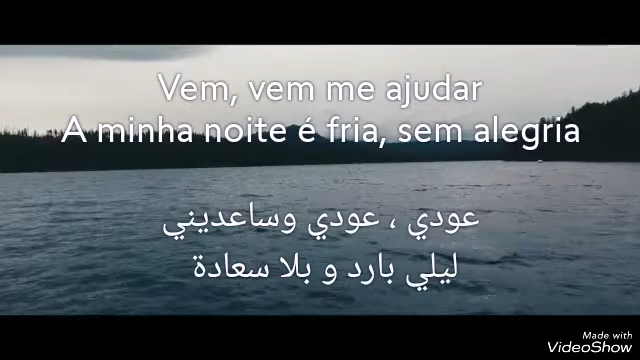 Vem, vem me ajudar
A minha noite é fria, sem alegria
عودي ، عودي وساعديني
ليلي بارد و بلا سعادة
Made with
VideoShow